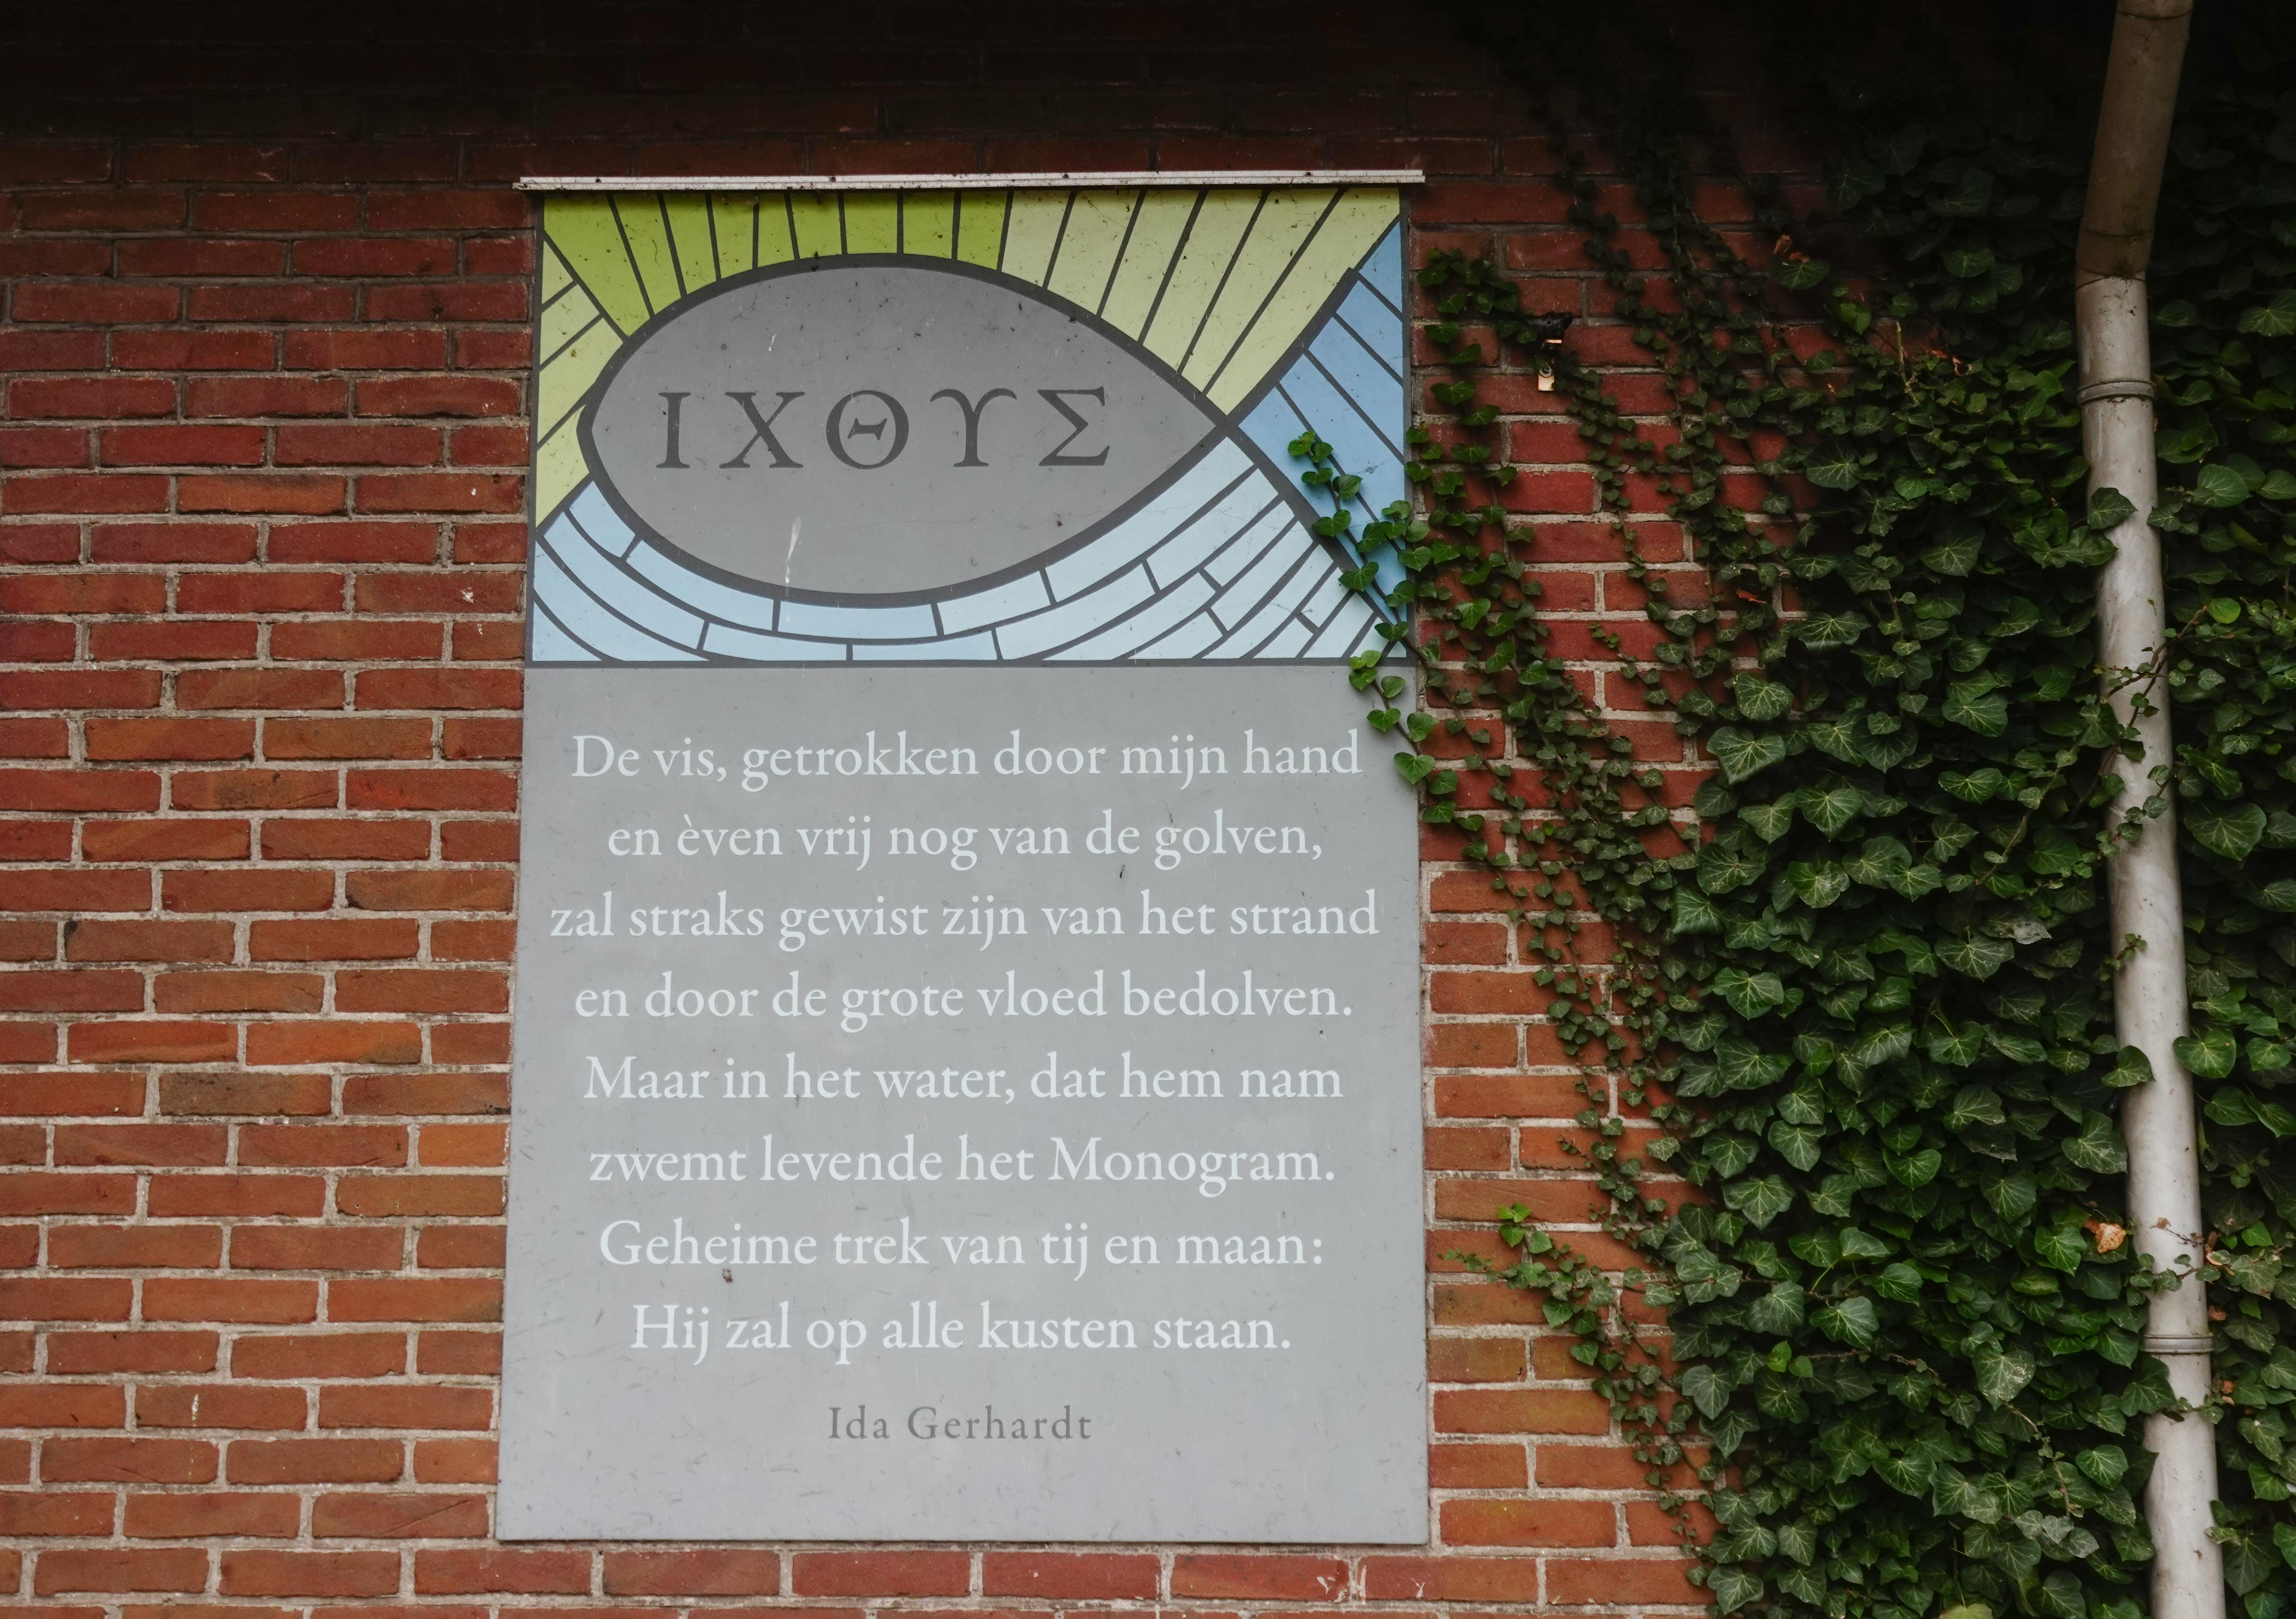 ΙΧΘΥΣ
De vis, getrokken door mijn hand
en èven vrij nog van de golven,
zal straks gewist zijn van het strand
en door de grote vloed bedolven.
Maar in het water, dat hem nam
zwemt levende het Monogram.
Geheime trek van tij en maan:
Hij zal op alle kusten staan.
Ida Gerhardt